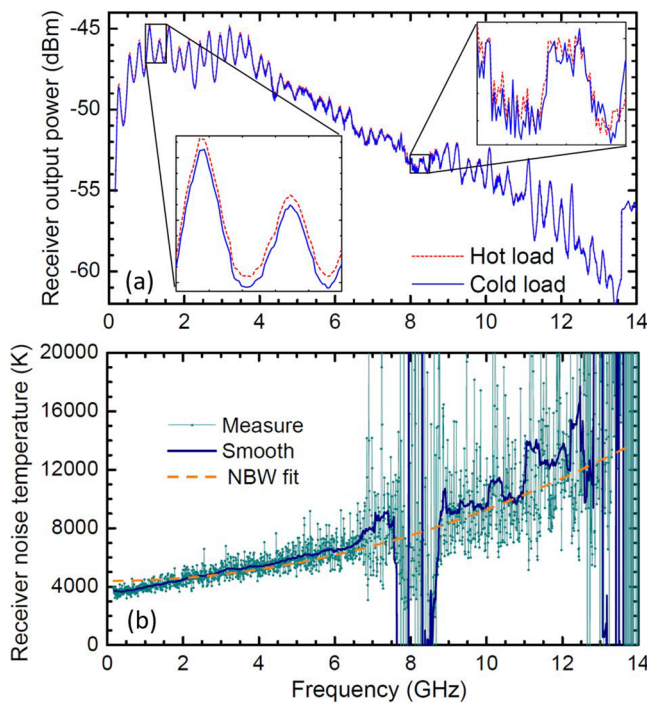 -45
-50
-55
-60
Receiver output power (dBm)
(a)
Hot load
Cold load
0 2 4 6 8 10 12 14
20000
16000
12000
8000
4000
0
Receiver noise temperature (K)
Measure
Smooth
NBW fit
(b)
0 2 4 6 8 10 12 14
Frequency (GHz)